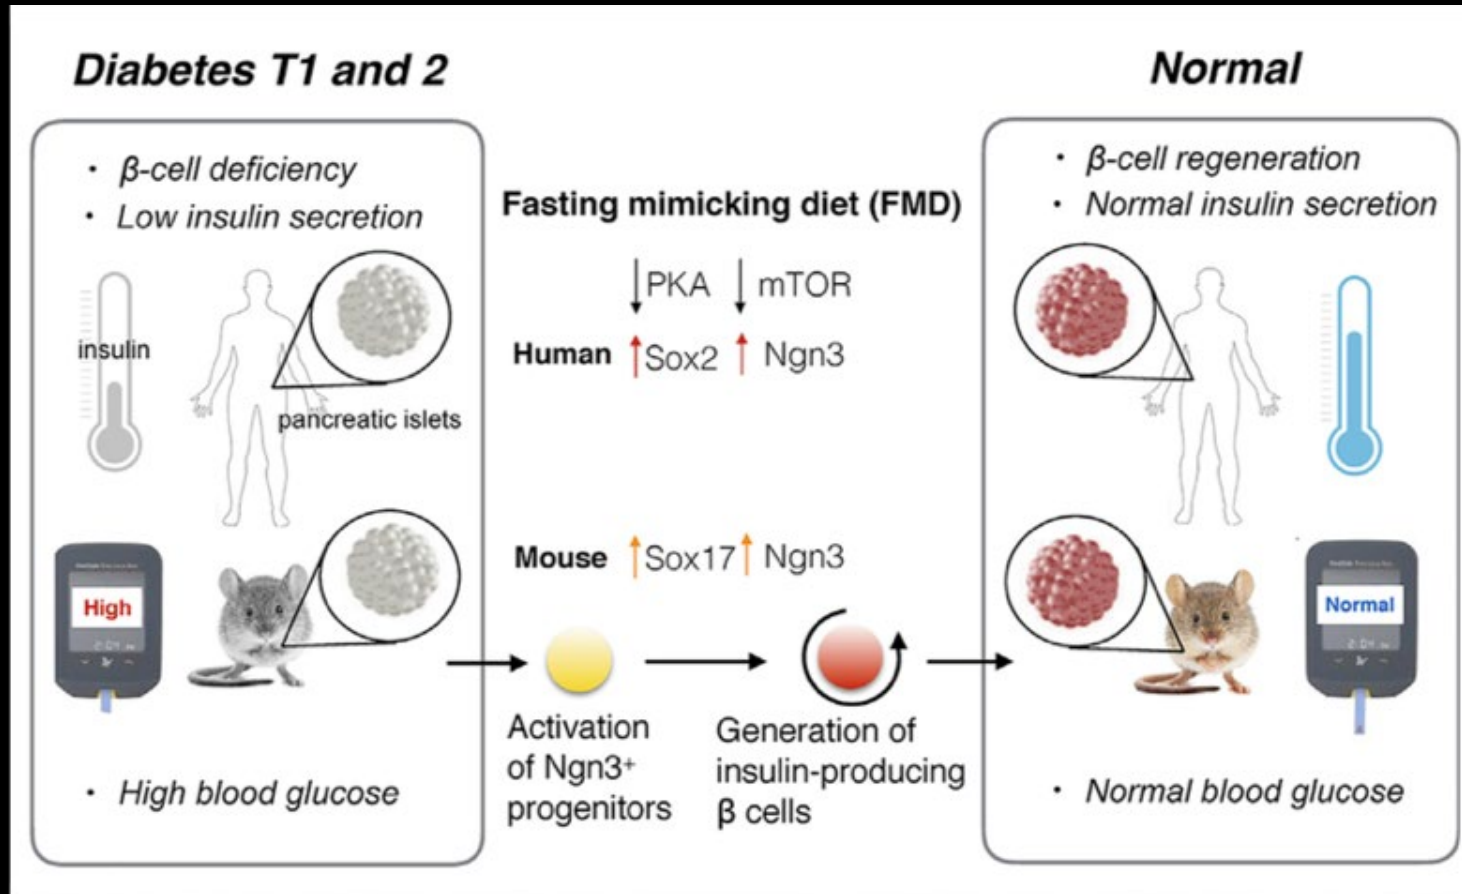 Diabetes T1 and 2
Normal
· β-cell deficiency
· Low insulin secretion
insulin
pancreatic islets
High
· High blood glucose
Fasting mimicking diet (FMD)
↓PKA ↓ mTOR
Human ↑Sox2 ↑ Ngn3
Mouse ↑Sox17 ↑ Ngn3
Activation
of Ngn3⁺
progenitors
Generation of
insulin-producing
β cells
· β-cell regeneration
· Normal insulin secretion
Normal
· Normal blood glucose